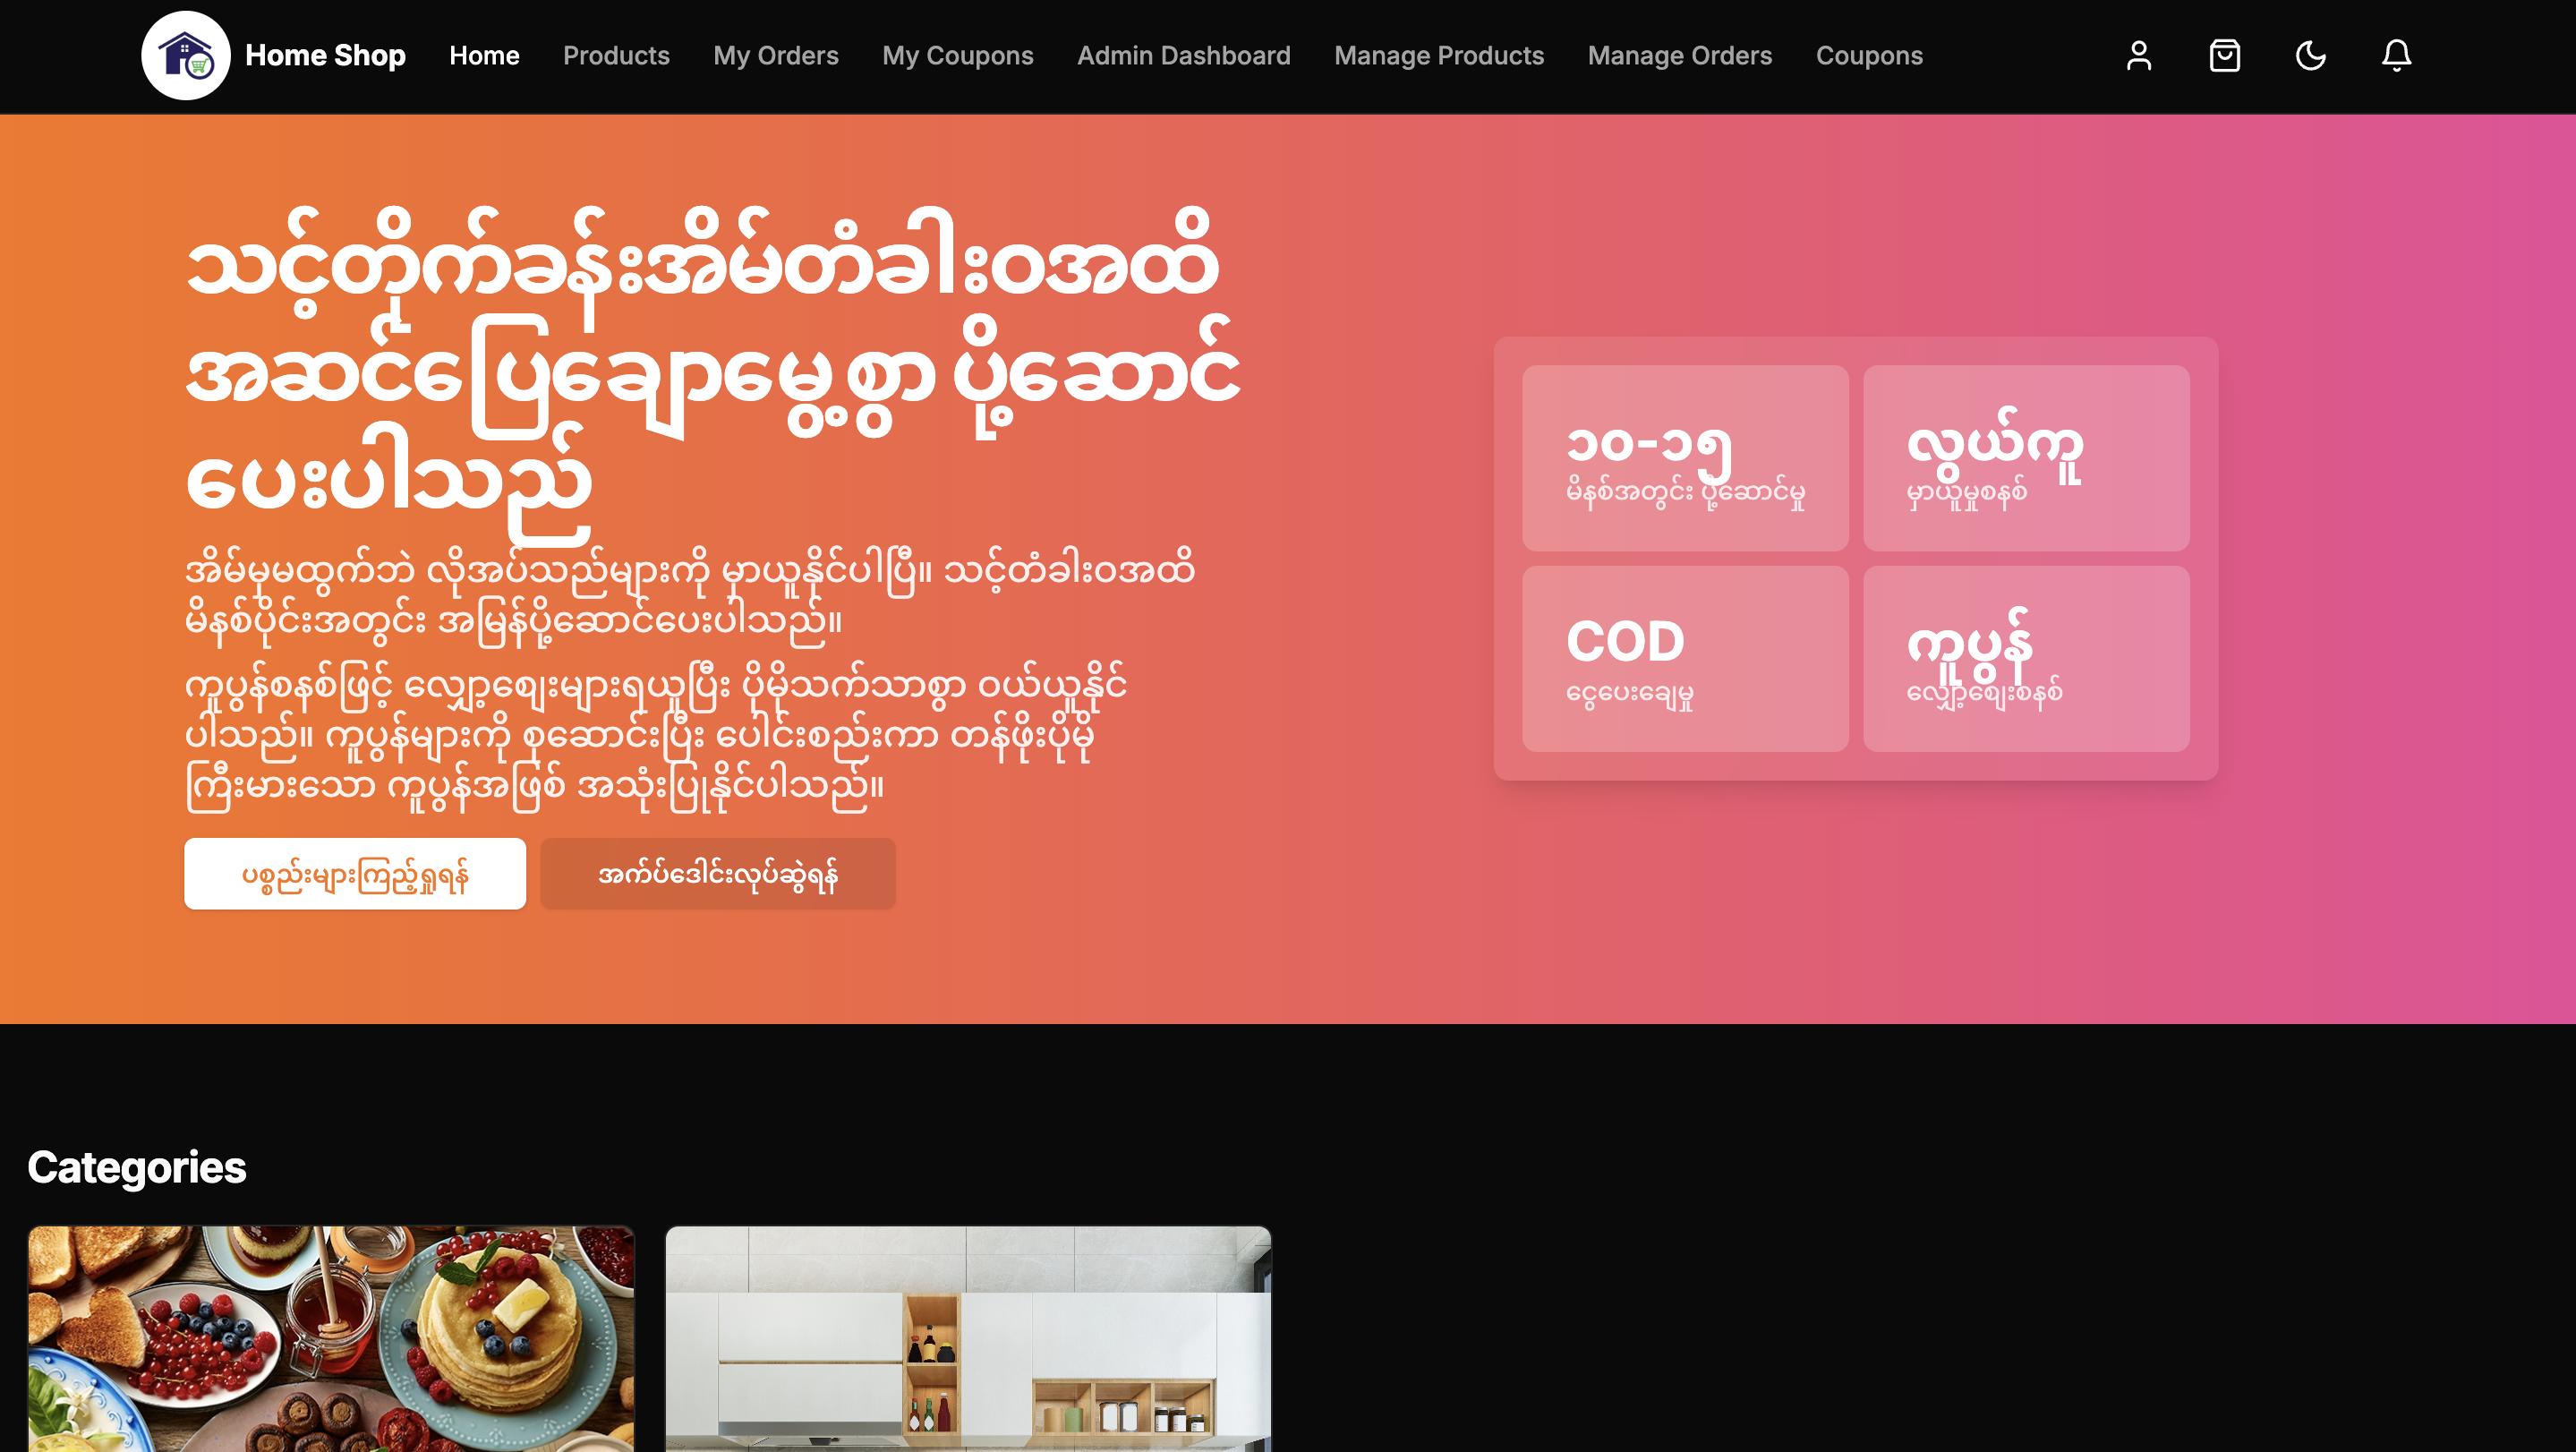 Home Shop
Home
Products
My Orders
My Coupons
Admin Dashboard
Manage Products
Manage Orders
Coupons
သင့်တိုက်ခန်းအိမ်တံခါးဝအထိ
အဆင်ပြေချောမွေ့စွာ ပို့ဆောင်
ပေးပါသည်
အိမ်မှမထွက်ဘဲ လိုအပ်သည်များကို မှာယူနိုင်ပါပြီ။ သင့်တံခါးဝအထိ
မိနစ်ပိုင်းအတွင်း အမြန်ပို့ဆောင်ပေးပါသည်။
ကူပွန်စနစ်ဖြင့် လျှော့ဈေးများရယူပြီး ပိုမိုသက်သာစွာ ဝယ်ယူနိုင်
ပါသည်။ ကူပွန်များကို စုဆောင်းပြီး ပေါင်းစည်းကာ တန်ဖိုးပိုမို
ကြီးမားသော ကူပွန်အဖြစ် အသုံးပြုနိုင်ပါသည်။
ပစ္စည်းများကြည့်ရှုရန်
အက်ပ်ဒေါင်းလုပ်ဆွဲရန်
၁၀-၁၅
မိနစ်အတွင်း ပို့ဆောင်မှု
လွယ်ကူ
မှာယူမှုစနစ်
COD
ငွေပေးချေမှု
ကူပွန်
လျှော့ဈေးစနစ်
Categories